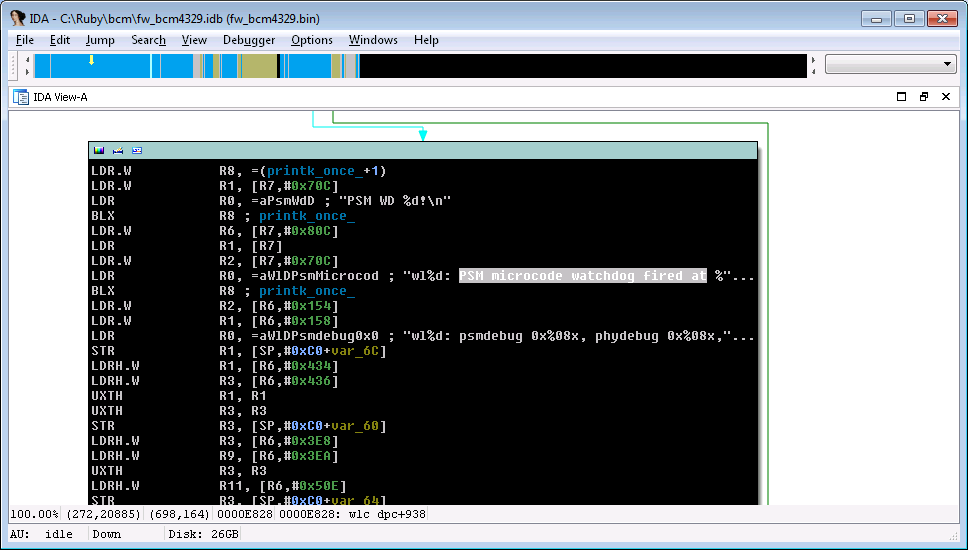 IDA - C:\Ruby\bcm\fw_bcm4329.idb (fw_bcm4329.bin)
File Edit Jump Search View Debugger Options Windows Help
IDA View-A
LDR.W R8, =(printk_once_+1)
LDR.W R1, [R7,#0x70C]
LDR R0, =aPsmWdD ; "PSM WD %d!\n"
BLX R8 ; printk_once_
LDR.W R6, [R7,#0x80C]
LDR R1, [R7]
LDR.W R2, [R7,#0x70C]
LDR R0, =aWlDPsmMicrocod ; "wl%d: PSM microcode watchdog fired at %"...
BLX R8 ; printk_once_
LDR.W R2, [R6,#0x154]
LDR.W R1, [R6,#0x158]
LDR R0, =aWlDPsmdebug0x0 ; "wl%d: psmdebug 0x%08x, phydebug 0x%08x,"...
STR R1, [SP,#0xC0+var_6C]
LDRH.W R1, [R6,#0x434]
LDRH.W R3, [R6,#0x436]
UXTH R1, R1
UXTH R3, R3
STR R3, [SP,#0xC0+var_60]
LDRH.W R3, [R6,#0x3E8]
LDRH.W R9, [R6,#0x3EA]
UXTH R3, R3
LDRH.W R11, [R6,#0x50E]
STR R3, [SP,#0xC0+var_64]
100.00% (272,20885) (698,164) 0000E828 0000E828: wlc_dpc+938
AU: idle Down Disk: 26GB